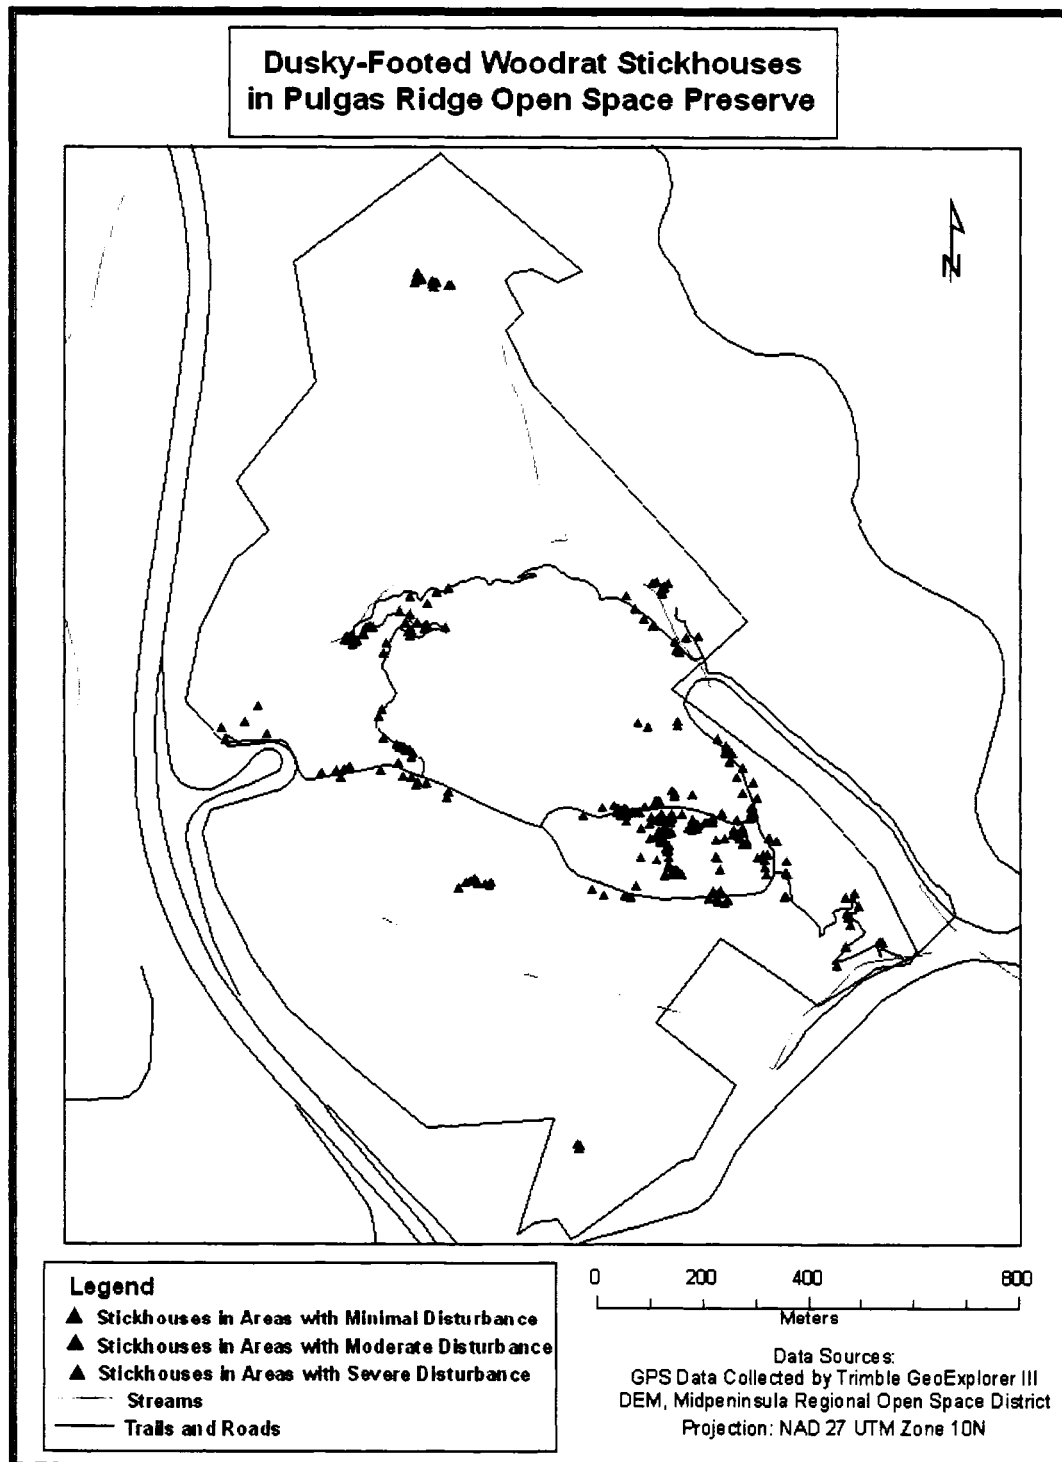 Dusky-Footed Woodrat Stickhouses
in Pulgas Ridge Open Space Preserve
N
Legend
Stickhouses in Areas with Minimal Disturbance
Stickhouses in Areas with Moderate Disturbance
Stickhouses in Areas with Severe Disturbance
Streams
Trails and Roads
0 200 400 800
Meters
Data Sources:
GPS Data Collected by Trimble GeoExplorer III
DEM, Midpeninsula Regional Open Space District
Projection: NAD 27 UTM Zone 10N